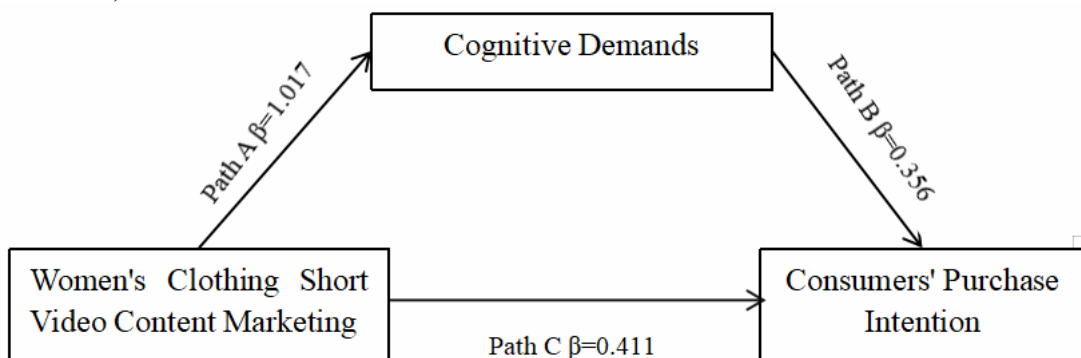 Cognitive Demands
Path A β=1.017
Path B β=0.356
Women's Clothing Short
Video Content Marketing
Consumers' Purchase
Intention
Path C β=0.411